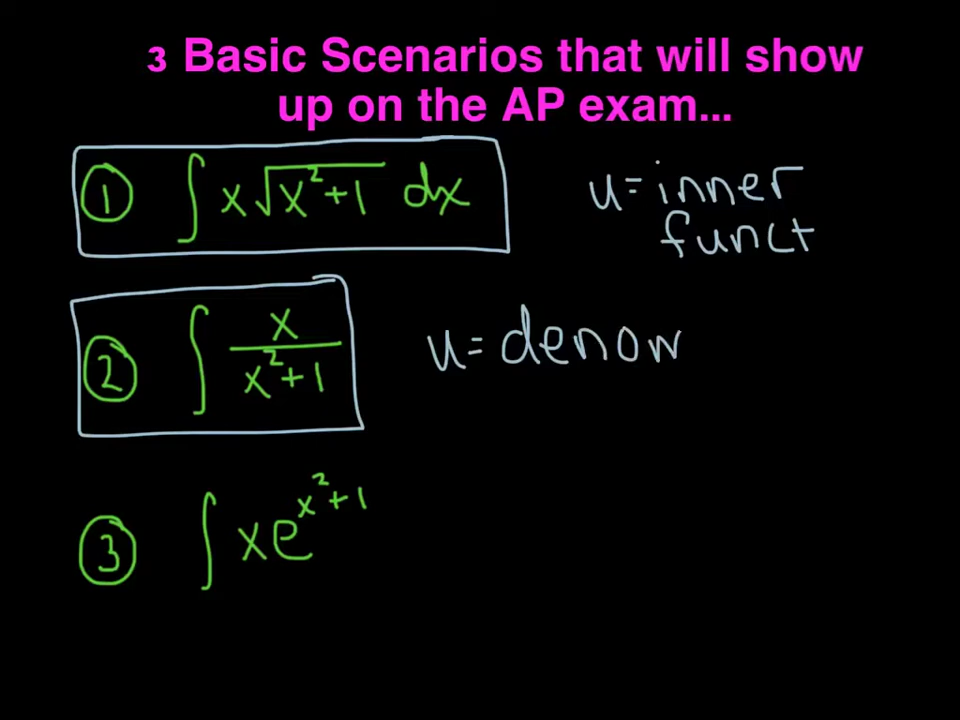 3 Basic Scenarios that will show
up on the AP exam...
① ∫ x√(x²+1) dx
u = inner
funct
② ∫ x/(x²+1)
u = denom
③ ∫ xe^(x²+1)